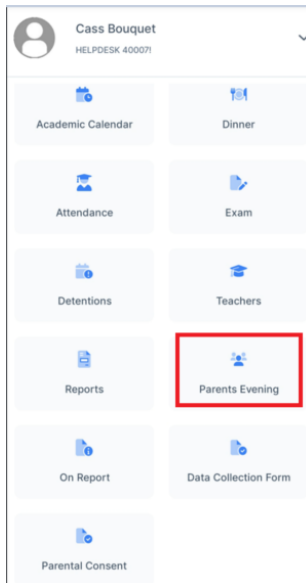 Cass Bouquet
HELPDESK 40007!
Academic Calendar
Dinner
Attendance
Exam
Detentions
Teachers
Reports
Parents Evening
On Report
Data Collection Form
Parental Consent